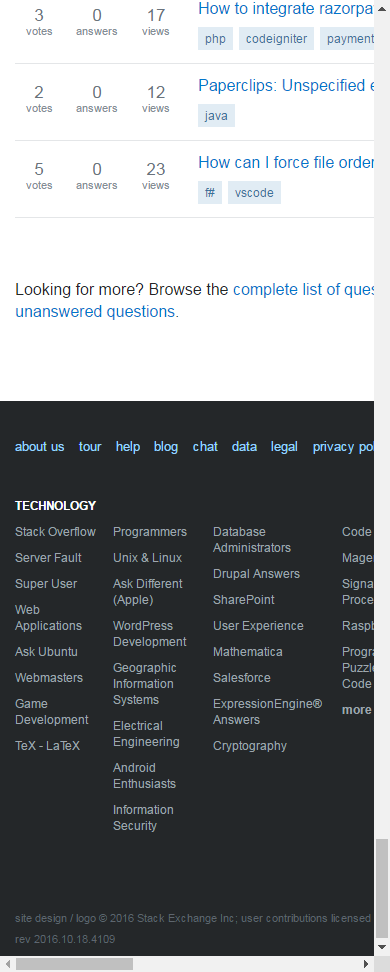 3 0 17 How to integrate razorpa
votes answers views
php codeigniter payment
2 0 12 Paperclips: Unspecified e
votes answers views
java
5 0 23 How can I force file order
votes answers views
f# vscode
Looking for more? Browse the complete list of ques
unanswered questions.
about us tour help blog chat data legal privacy pol
TECHNOLOGY
Stack Overflow
Server Fault
Super User
Web
Applications
Ask Ubuntu
Webmasters
Game
Development
TeX - LaTeX
Programmers
Unix & Linux
Ask Different
(Apple)
WordPress
Development
Geographic
Information
Systems
Electrical
Engineering
Android
Enthusiasts
Information
Security
Database
Administrators
Drupal Answers
SharePoint
User Experience
Mathematica
Salesforce
ExpressionEngine®
Answers
Cryptography
Code
Mage
Signa
Proce
Raspb
Progra
Puzzle
Code
more
site design / logo © 2016 Stack Exchange Inc; user contributions licensed
rev 2016.10.18.4109